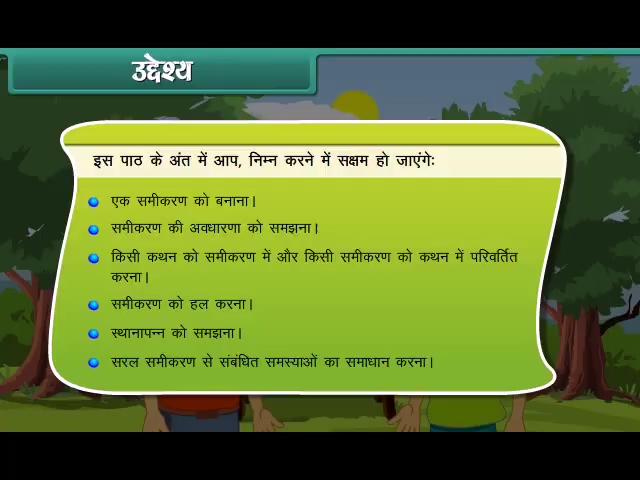 उद्देश्य
इस पाठ के अंत में आप, निम्न करने में सक्षम हो जाएंगे:
एक समीकरण को बनाना।
समीकरण की अवधारणा को समझना।
किसी कथन को समीकरण में और किसी समीकरण को कथन में परिवर्तित
करना।
समीकरण को हल करना।
स्थानापन्न को समझना।
सरल समीकरण से संबंधित समस्याओं का समाधान करना।